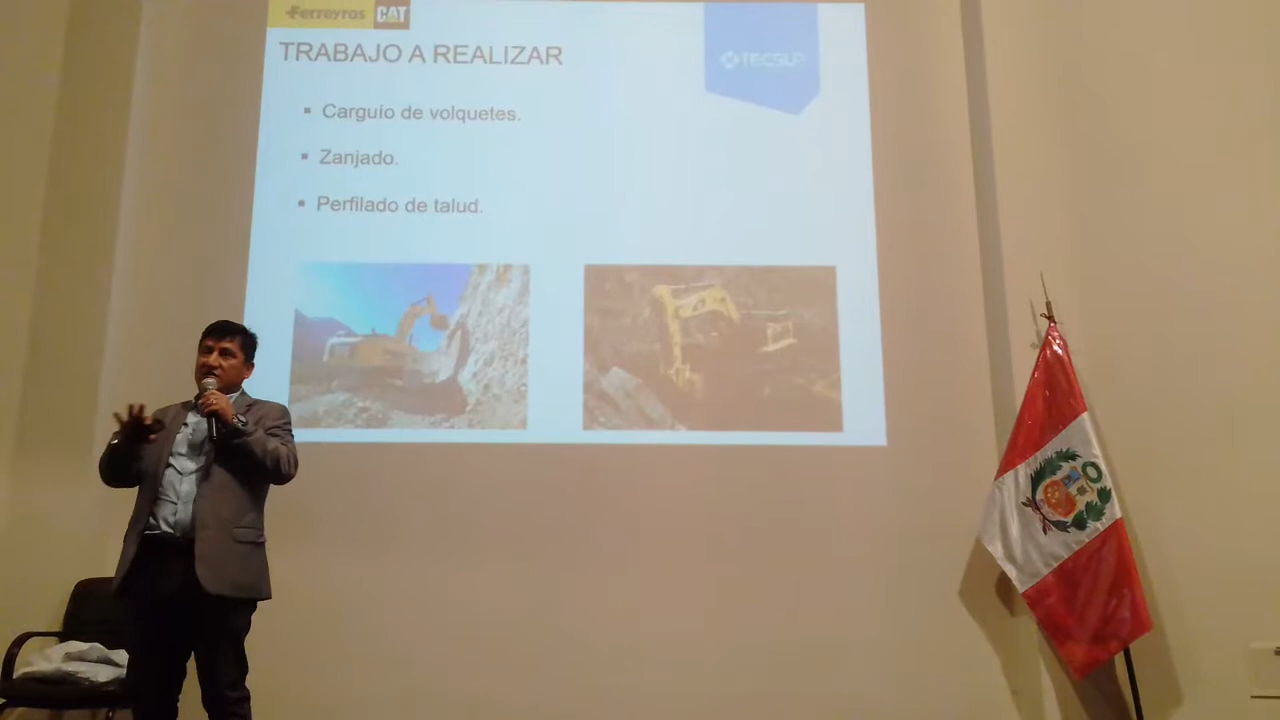 Ferreyros CAT
TECSUP
TRABAJO A REALIZAR
▪ Carguío de volquetes.
▪ Zanjado.
▪ Perfilado de talud.